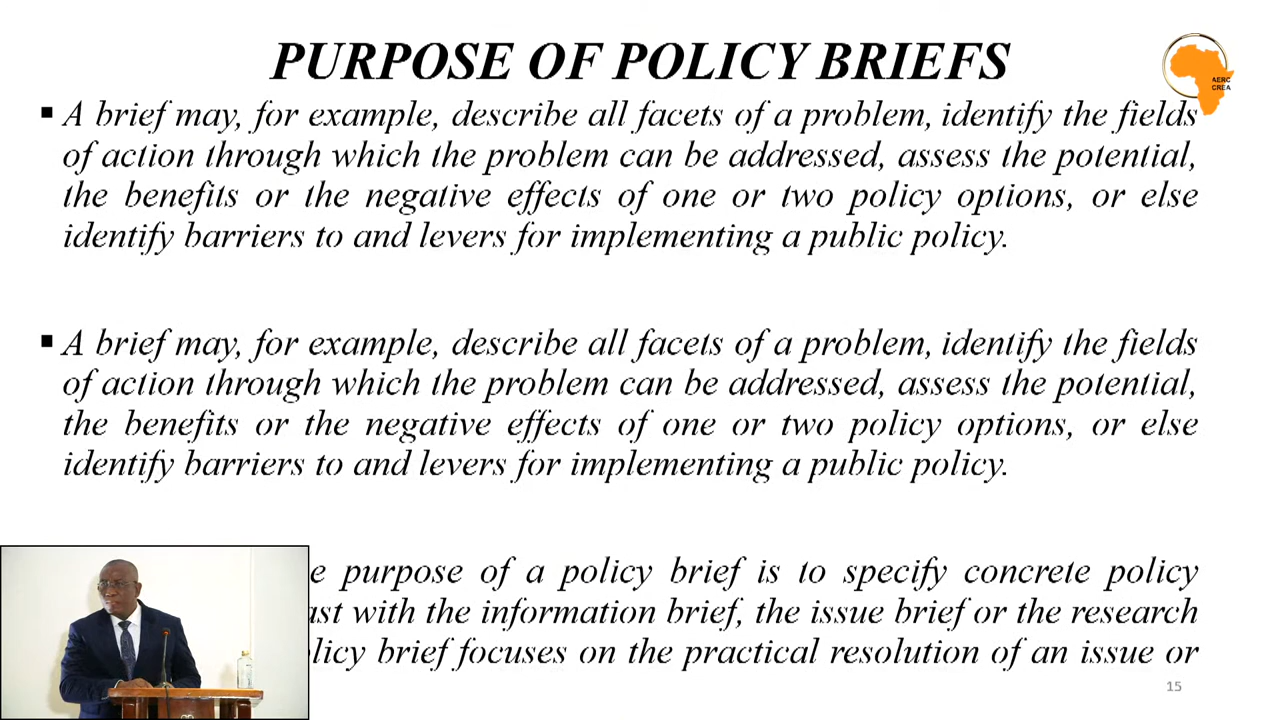 PURPOSE OF POLICY BRIEFS
AERC
CREA
▪ A brief may, for example, describe all facets of a problem, identify the fields
of action through which the problem can be addressed, assess the potential,
the benefits or the negative effects of one or two policy options, or else
identify barriers to and levers for implementing a public policy.
▪ A brief may, for example, describe all facets of a problem, identify the fields
of action through which the problem can be addressed, assess the potential,
the benefits or the negative effects of one or two policy options, or else
identify barriers to and levers for implementing a public policy.
purpose of a policy brief is to specify concrete policy
with the information brief, the issue brief or the research
brief focuses on the practical resolution of an issue or
15